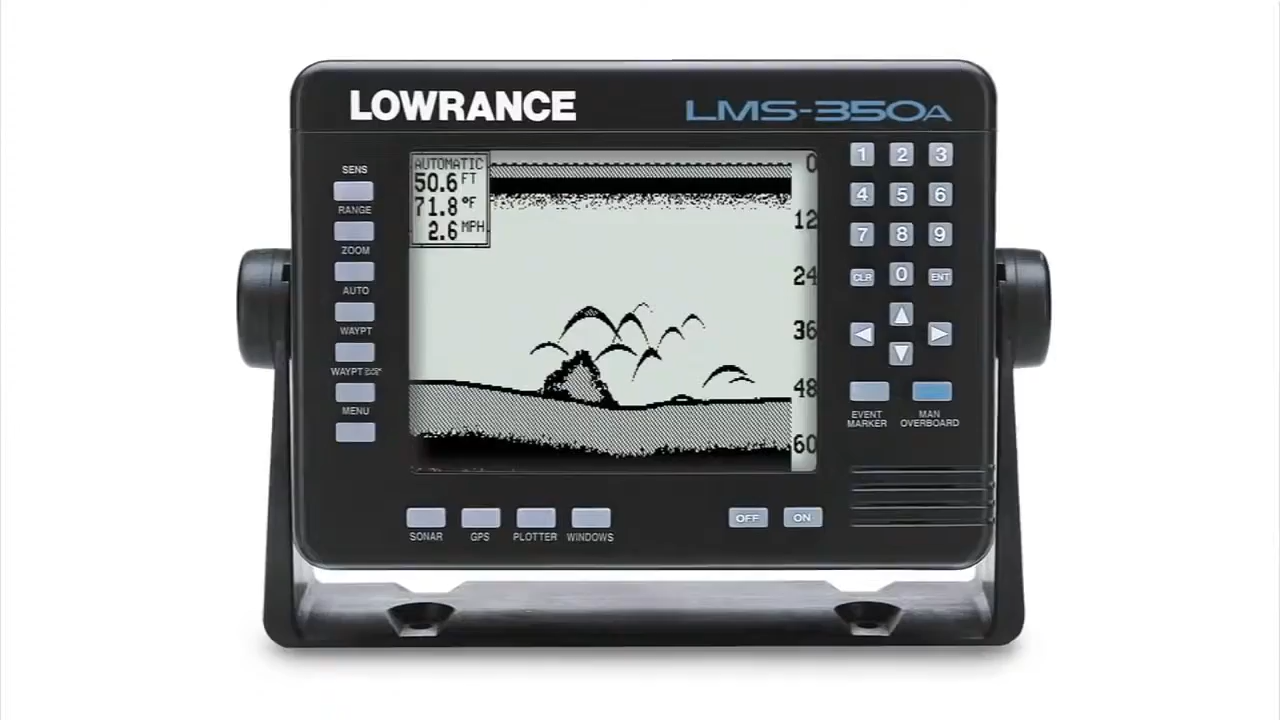 LOWRANCE
LMS-350A
SENS
RANGE
ZOOM
AUTO
WAYPT
WAYPT
MENU
AUTOMATIC
50.6 FT
71.8 °F
2.6 MPH
0
12
24
36
48
60
1 2 3
4 5 6
7 8 9
CLR 0 ENT
EVENT MARKER
MAN OVERBOARD
SONAR GPS PLOTTER WINDOWS
OFF ON